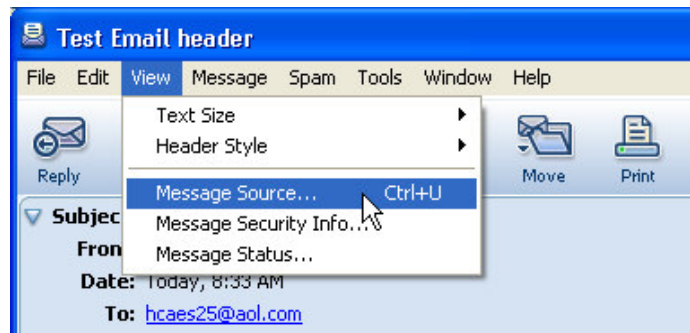 Test Email header
File Edit View Message Spam Tools Window Help
Text Size
Header Style
Reply Move Print
Message Source... Ctrl+U
Message Security Info...
Message Status...
Subjec
Fron
Date: Today, 8:33 AM
To: hcaes25@aol.com